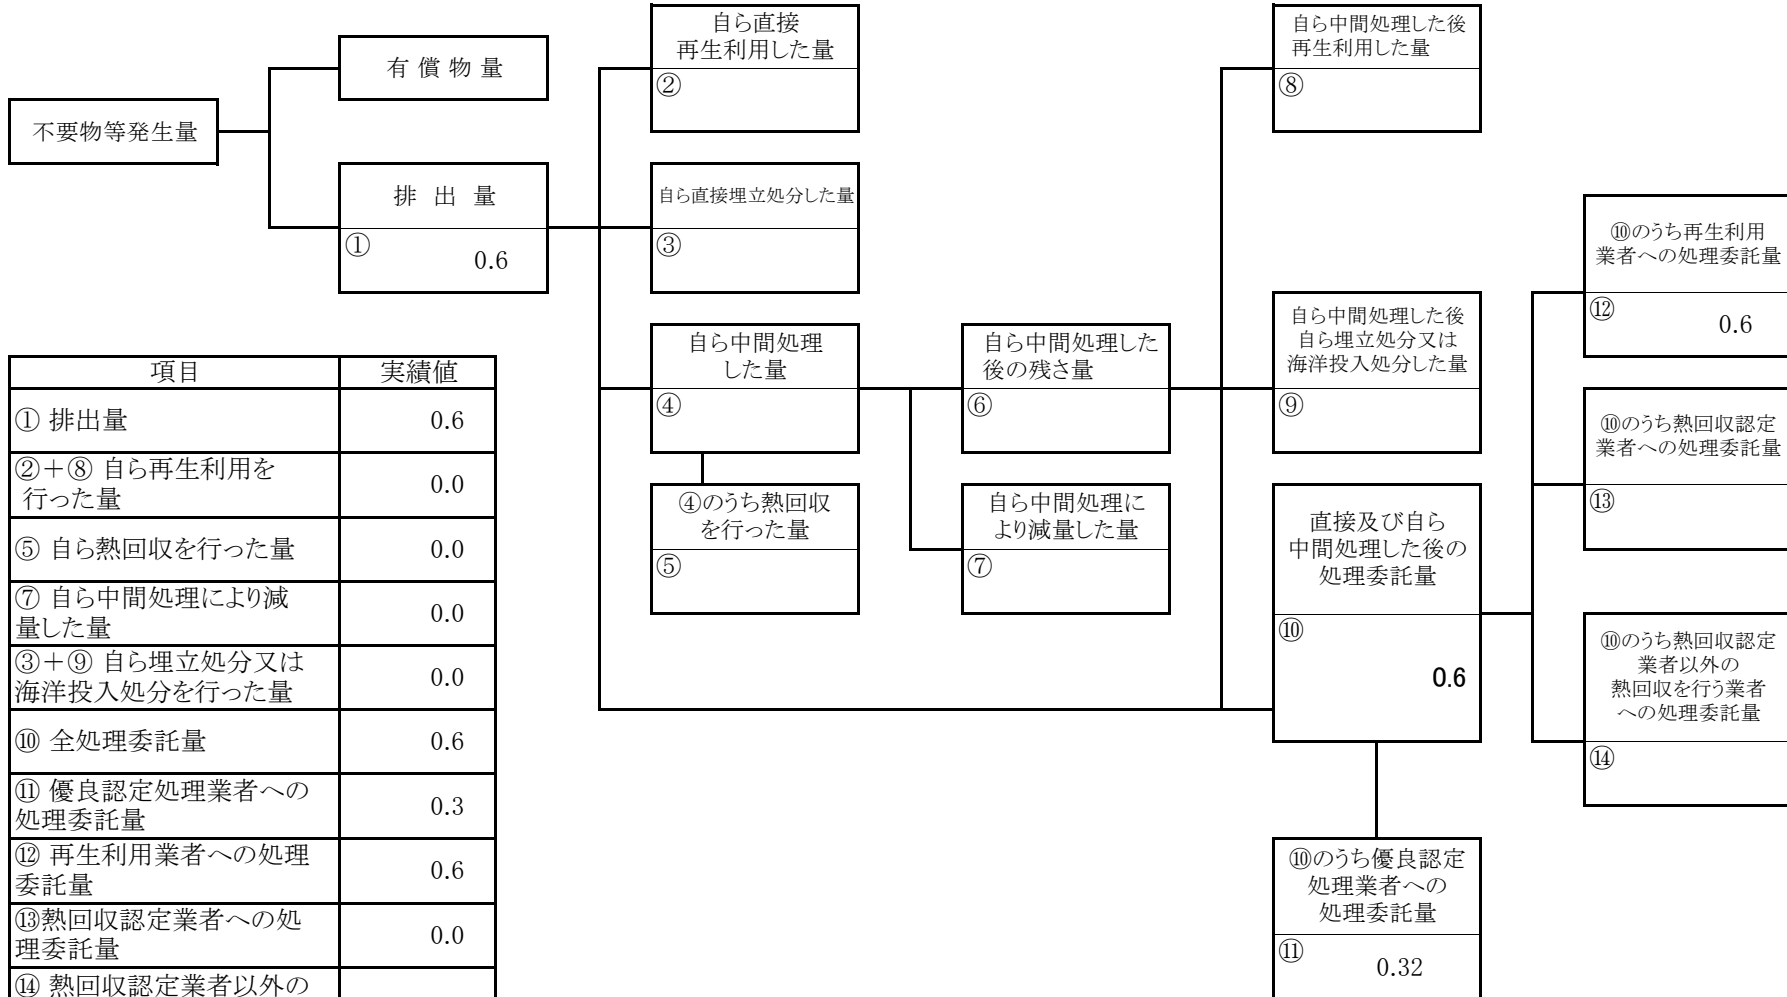 不要物等発生量
有 償 物 量
排 出 量
①
0.6
自ら直接
再生利用した量
②
自ら直接埋立処分した量
③
自ら中間処理
した量
④
④のうち熱回収
を行った量
⑤
自ら中間処理した
後の残さ量
⑥
自ら中間処理に
より減量した量
⑦
自ら中間処理した後
再生利用した量
⑧
自ら中間処理した後
自ら埋立処分又は
海洋投入処分した量
⑨
直接及び自ら
中間処理した後の
処理委託量
⑩
0.6
⑩のうち優良認定
処理業者への
処理委託量
⑪
0.32
⑩のうち再生利用
業者への処理委託量
⑫
0.6
⑩のうち熱回収認定
業者への処理委託量
⑬
⑩のうち熱回収認定
業者以外の
熱回収を行う業者
への処理委託量
⑭
項目 実績値
① 排出量 0.6
②+⑧ 自ら再生利用を
行った量 0.0
⑤ 自ら熱回収を行った量 0.0
⑦ 自ら中間処理により減
量した量 0.0
③+⑨ 自ら埋立処分又は
海洋投入処分を行った量 0.0
⑩ 全処理委託量 0.6
⑪ 優良認定処理業者への
処理委託量 0.3
⑫ 再生利用業者への処理
委託量 0.6
⑬熱回収認定業者への処
理委託量 0.0
⑭ 熱回収認定業者以外の